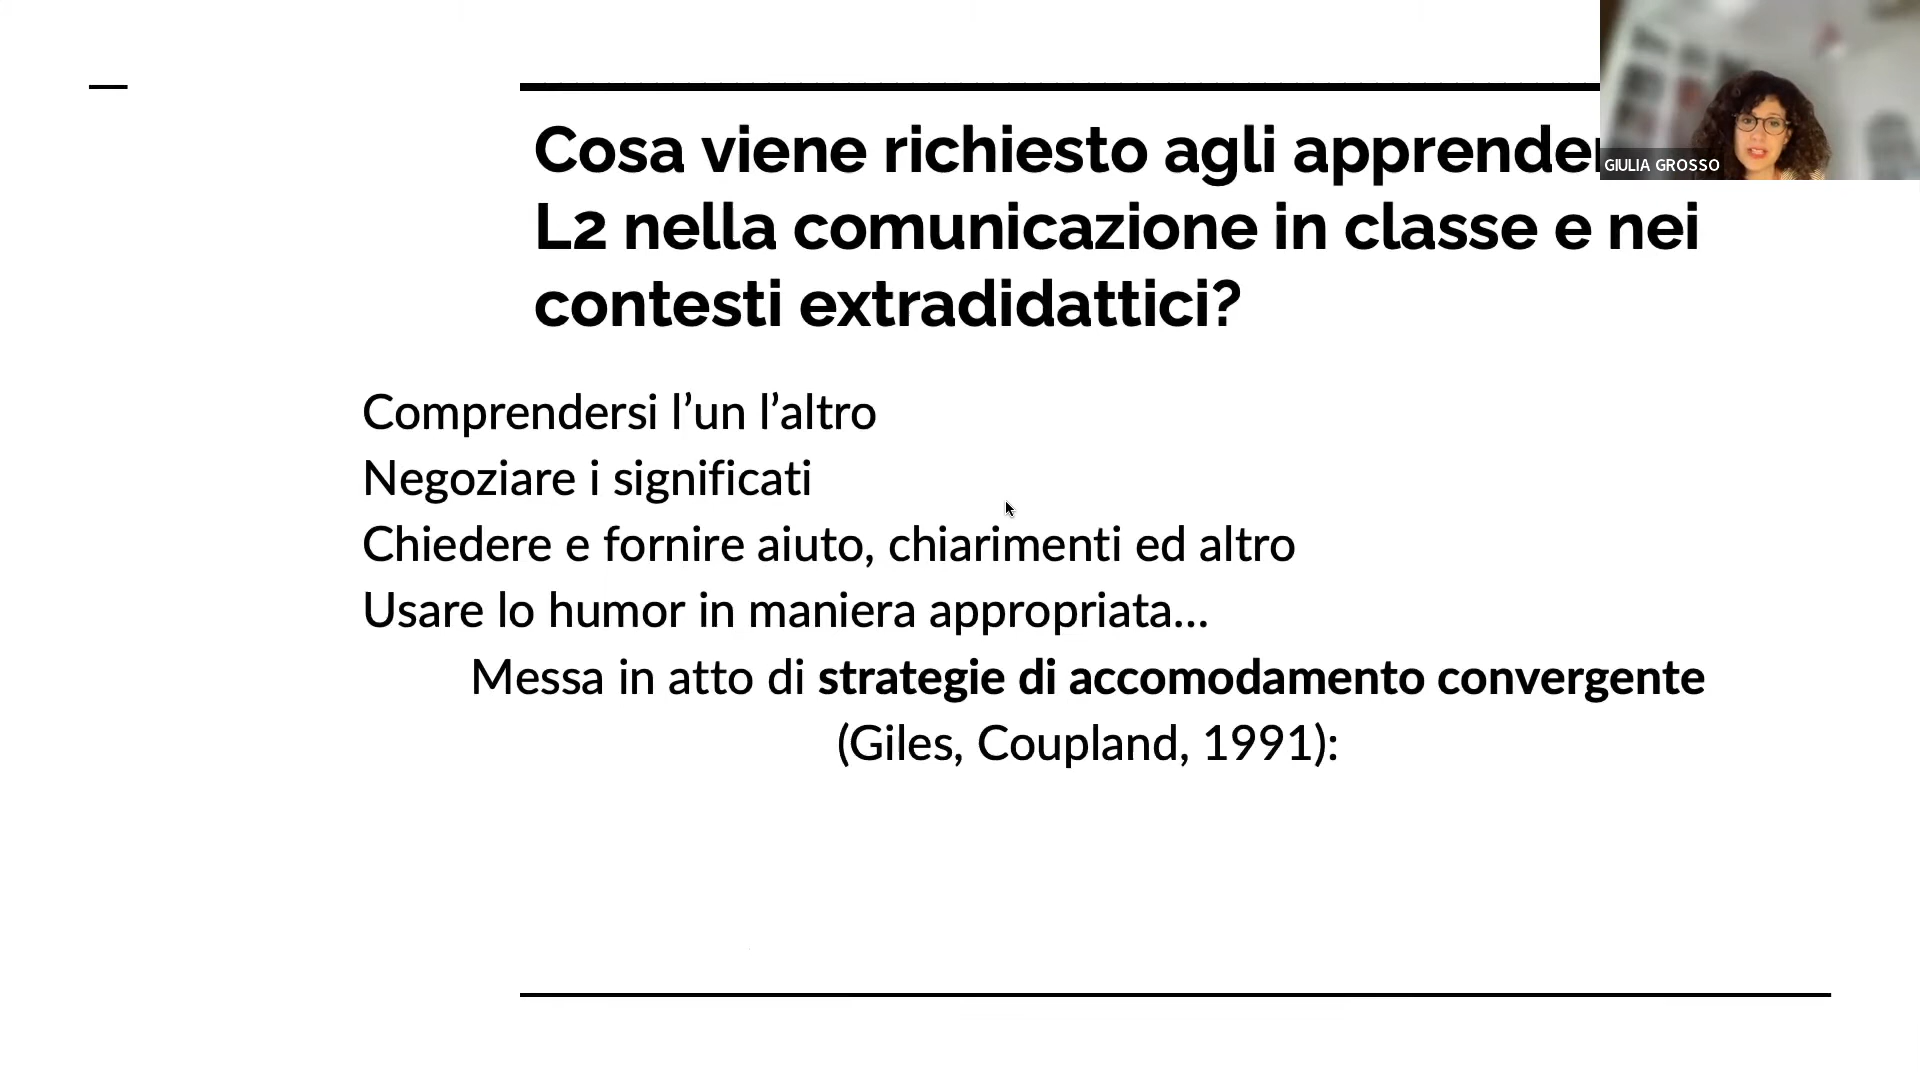 Cosa viene richiesto agli
L2 nella comunicazione in classe e nei
contesti extradidattici?
GIULIA GROSSO
Comprendersi l’un l’altro
Negoziare i significati
Chiedere e fornire aiuto, chiarimenti ed altro
Usare lo humor in maniera appropriata...
Messa in atto di strategie di accomodamento convergente
(Giles, Coupland, 1991):